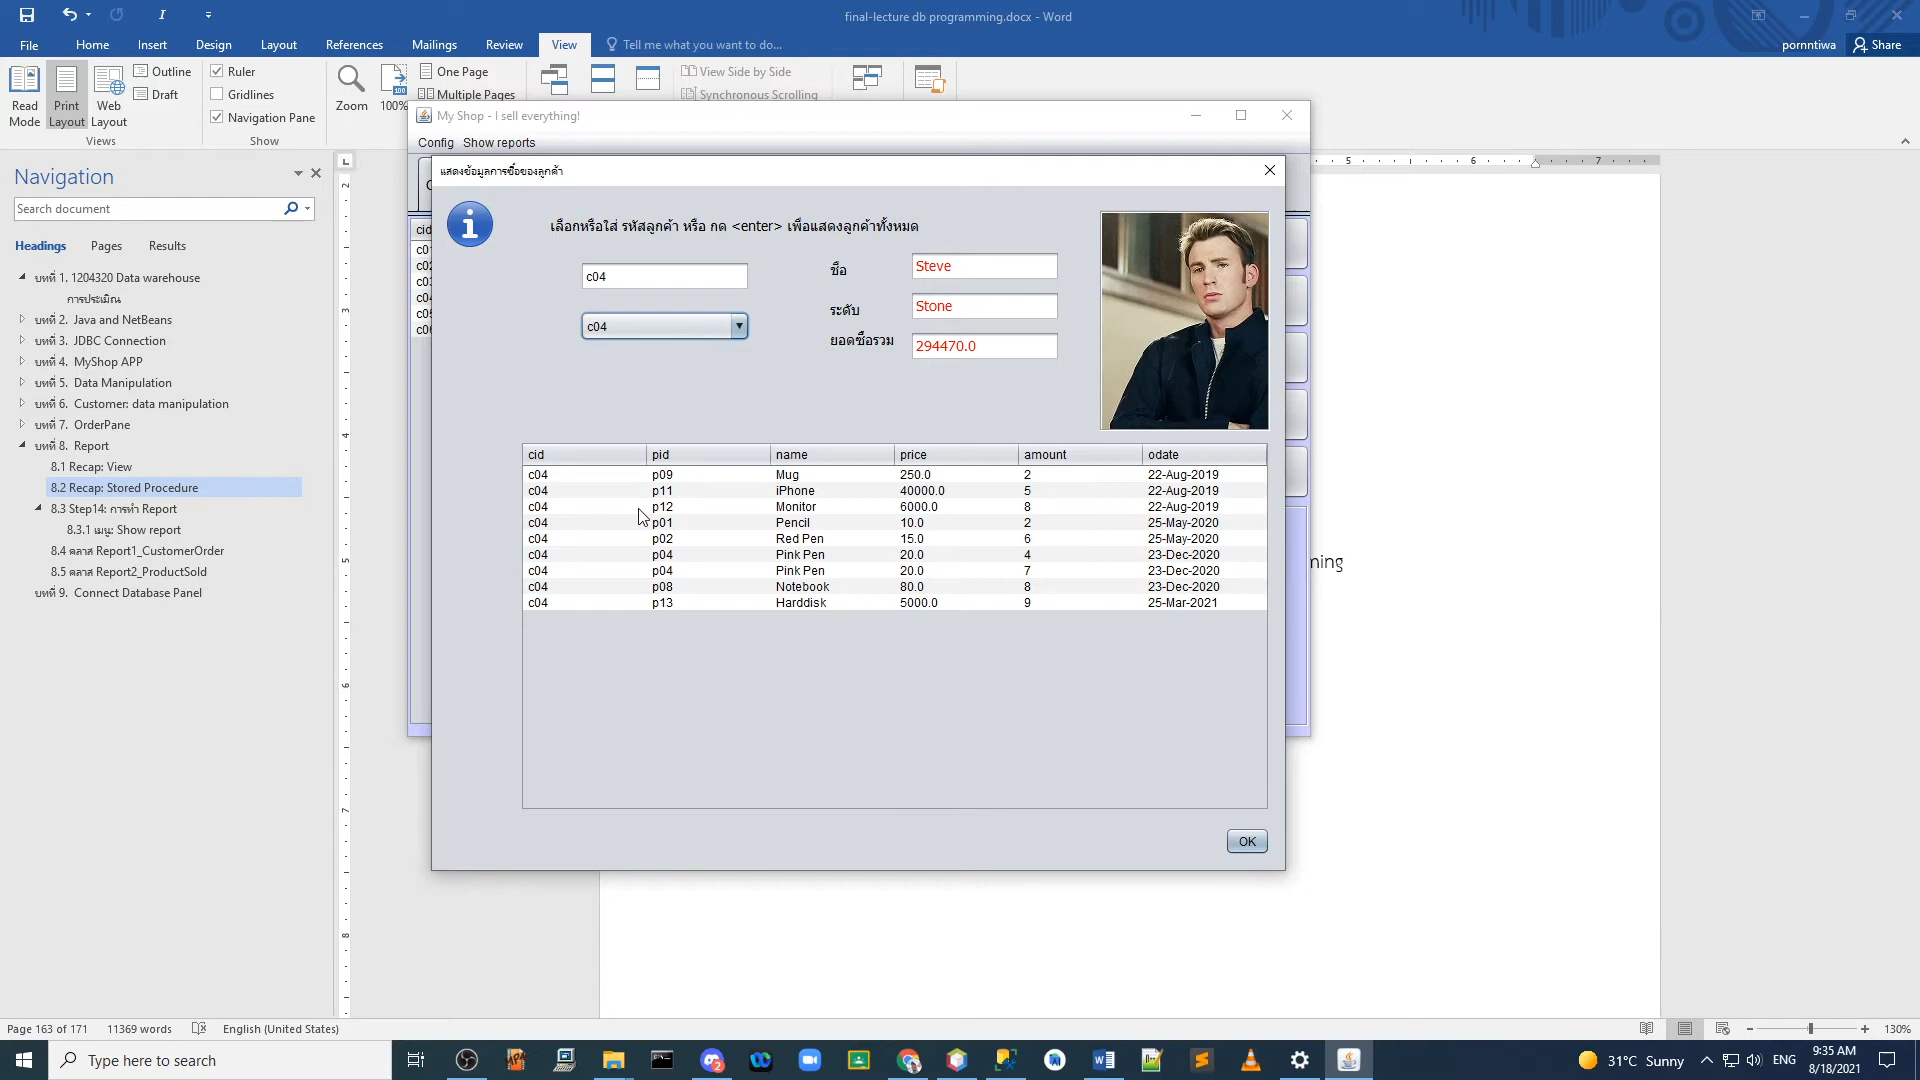 final-lecture db programming.docx - Word
File Home Insert Design Layout References Mailings Review View Tell me what you want to do... pornntiwa Share
Read Mode
Print Layout
Web Layout
Outline
Draft
Views
Ruler
Gridlines
Navigation Pane
Show
Zoom
100%
One Page
Multiple Pages
View Side by Side
Synchronous Scrolling
My Shop - I sell everything!
Config Show reports
แสดงข้อมูลการซื้อของลูกค้า
เลือกหรือใส่ รหัสลูกค้า หรือ กด <enter> เพื่อแสดงลูกค้าทั้งหมด
c04
c04
ชื่อ Steve
ระดับ Stone
ยอดซื้อรวม 294470.0
cid pid name price amount odate
c04 p09 Mug 250.0 2 22-Aug-2019
c04 p11 iPhone 40000.0 5 22-Aug-2019
c04 p12 Monitor 6000.0 8 22-Aug-2019
c04 p01 Pencil 10.0 2 25-May-2020
c04 p02 Red Pen 15.0 6 25-May-2020
c04 p04 Pink Pen 20.0 4 23-Dec-2020
c04 p04 Pink Pen 20.0 7 23-Dec-2020
c04 p08 Notebook 80.0 8 23-Dec-2020
c04 p13 Harddisk 5000.0 9 25-Mar-2021
OK
Navigation
Search document
Headings Pages Results
บทที่ 1. 1204320 Data warehouse
การประเมิน
บทที่ 2. Java and NetBeans
บทที่ 3. JDBC Connection
บทที่ 4. MyShop APP
บทที่ 5. Data Manipulation
บทที่ 6. Customer: data manipulation
บทที่ 7. OrderPane
บทที่ 8. Report
8.1 Recap: View
8.2 Recap: Stored Procedure
8.3 Step14: การทำ Report
8.3.1 เมนู: Show report
8.4 คลาส Report1_CustomerOrder
8.5 คลาส Report2_ProductSold
บทที่ 9. Connect Database Panel
cid
5 6 7
2
3
4
5
6
7
8
Page 163 of 171 11369 words English (United States) 130%
Type here to search
31°C Sunny ENG
9:35 AM
8/18/2021